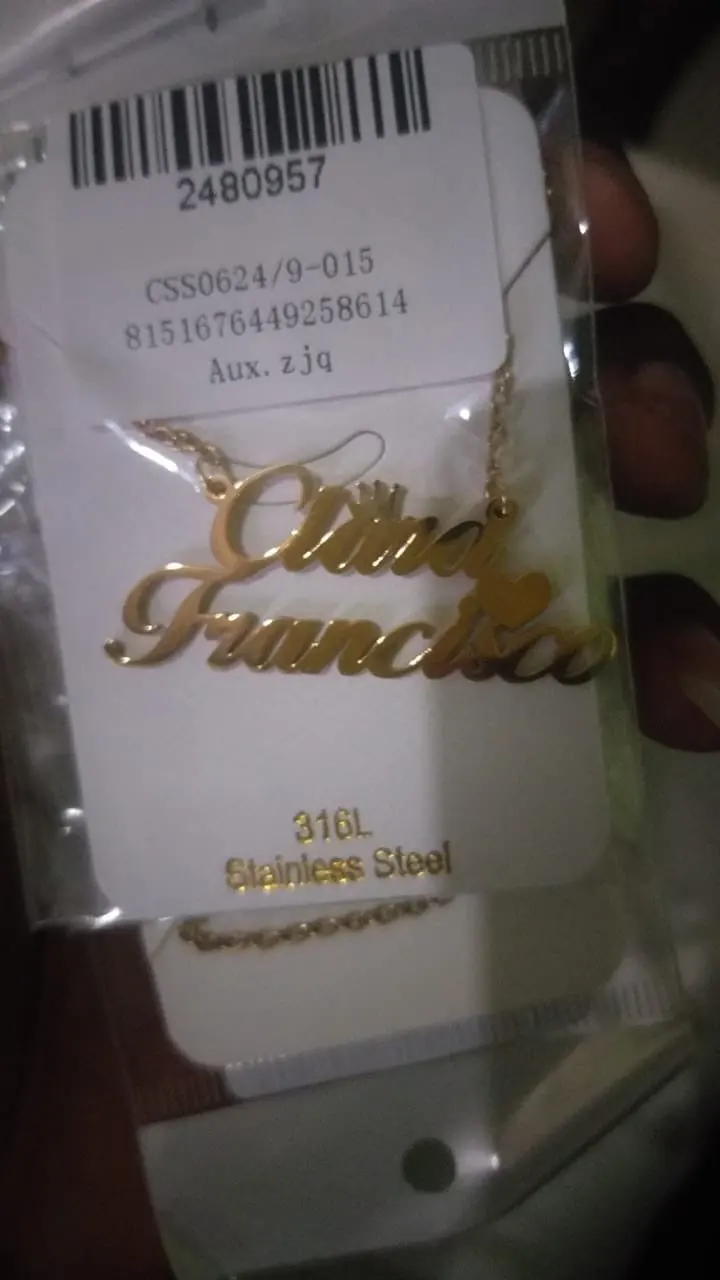 2480957
CSS0624/9-015
8151676449258614
Aux.zjq
Francisco
316L
Stainless Steel